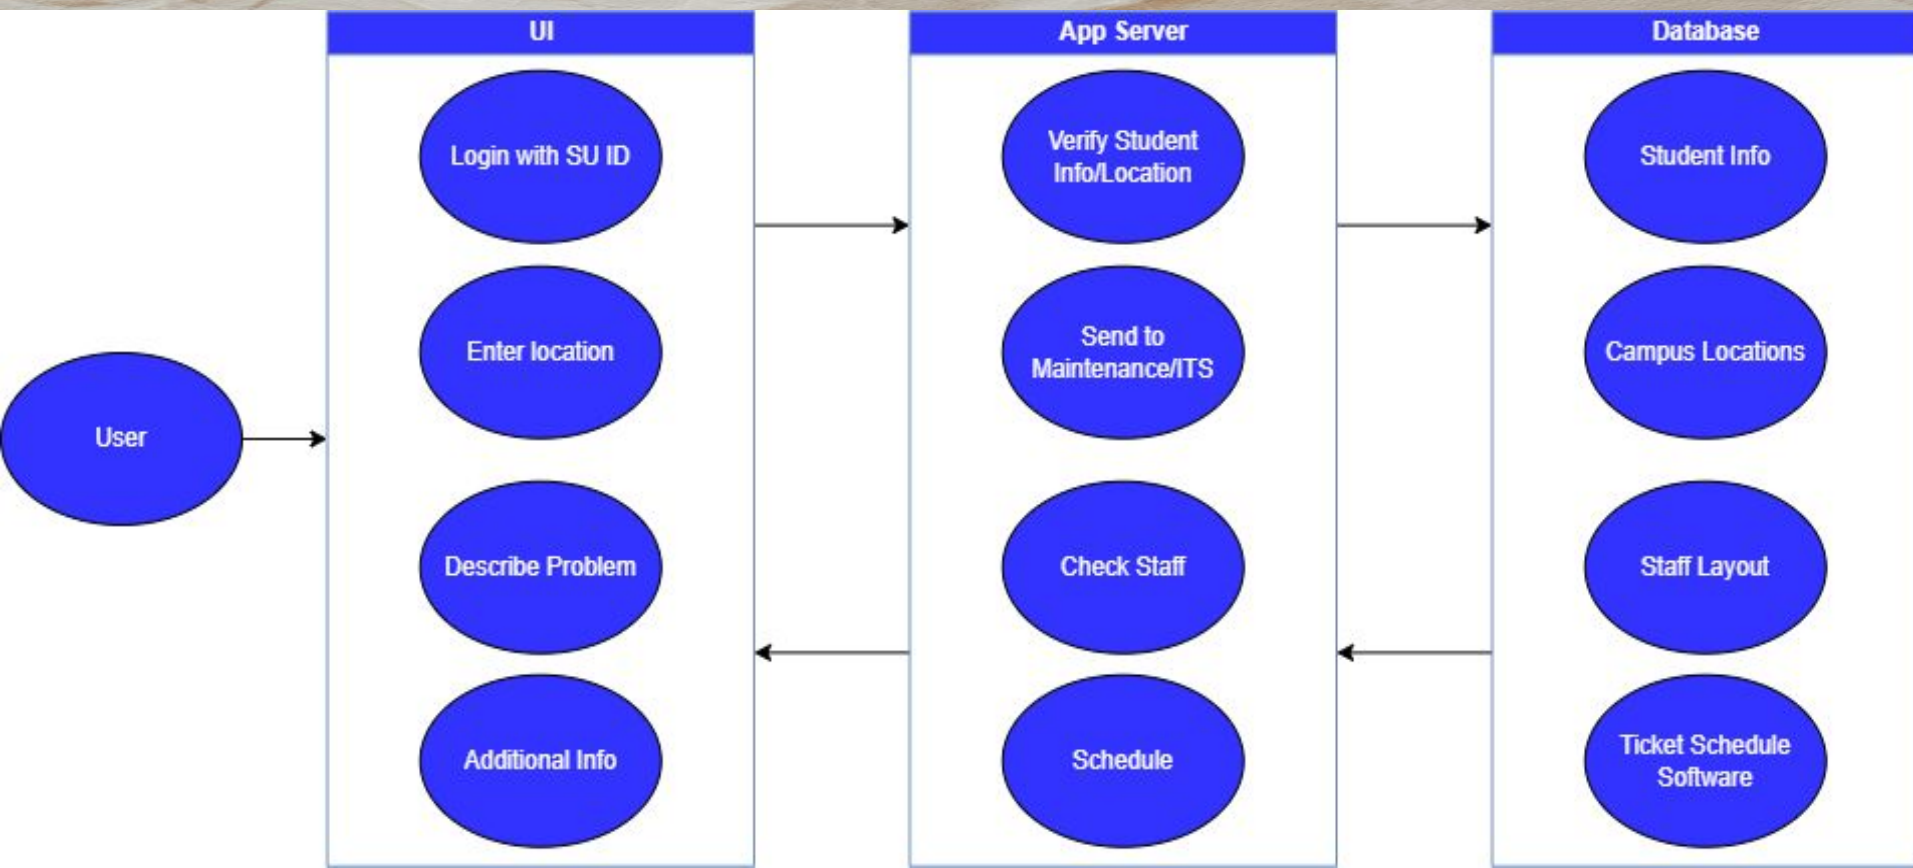 UI
App Server
Database
Login with SU ID
Verify Student
Info/Location
Student Info
Enter location
Send to
Maintenance/ITS
Campus Locations
User
Describe Problem
Check Staff
Staff Layout
Additional Info
Schedule
Ticket Schedule
Software